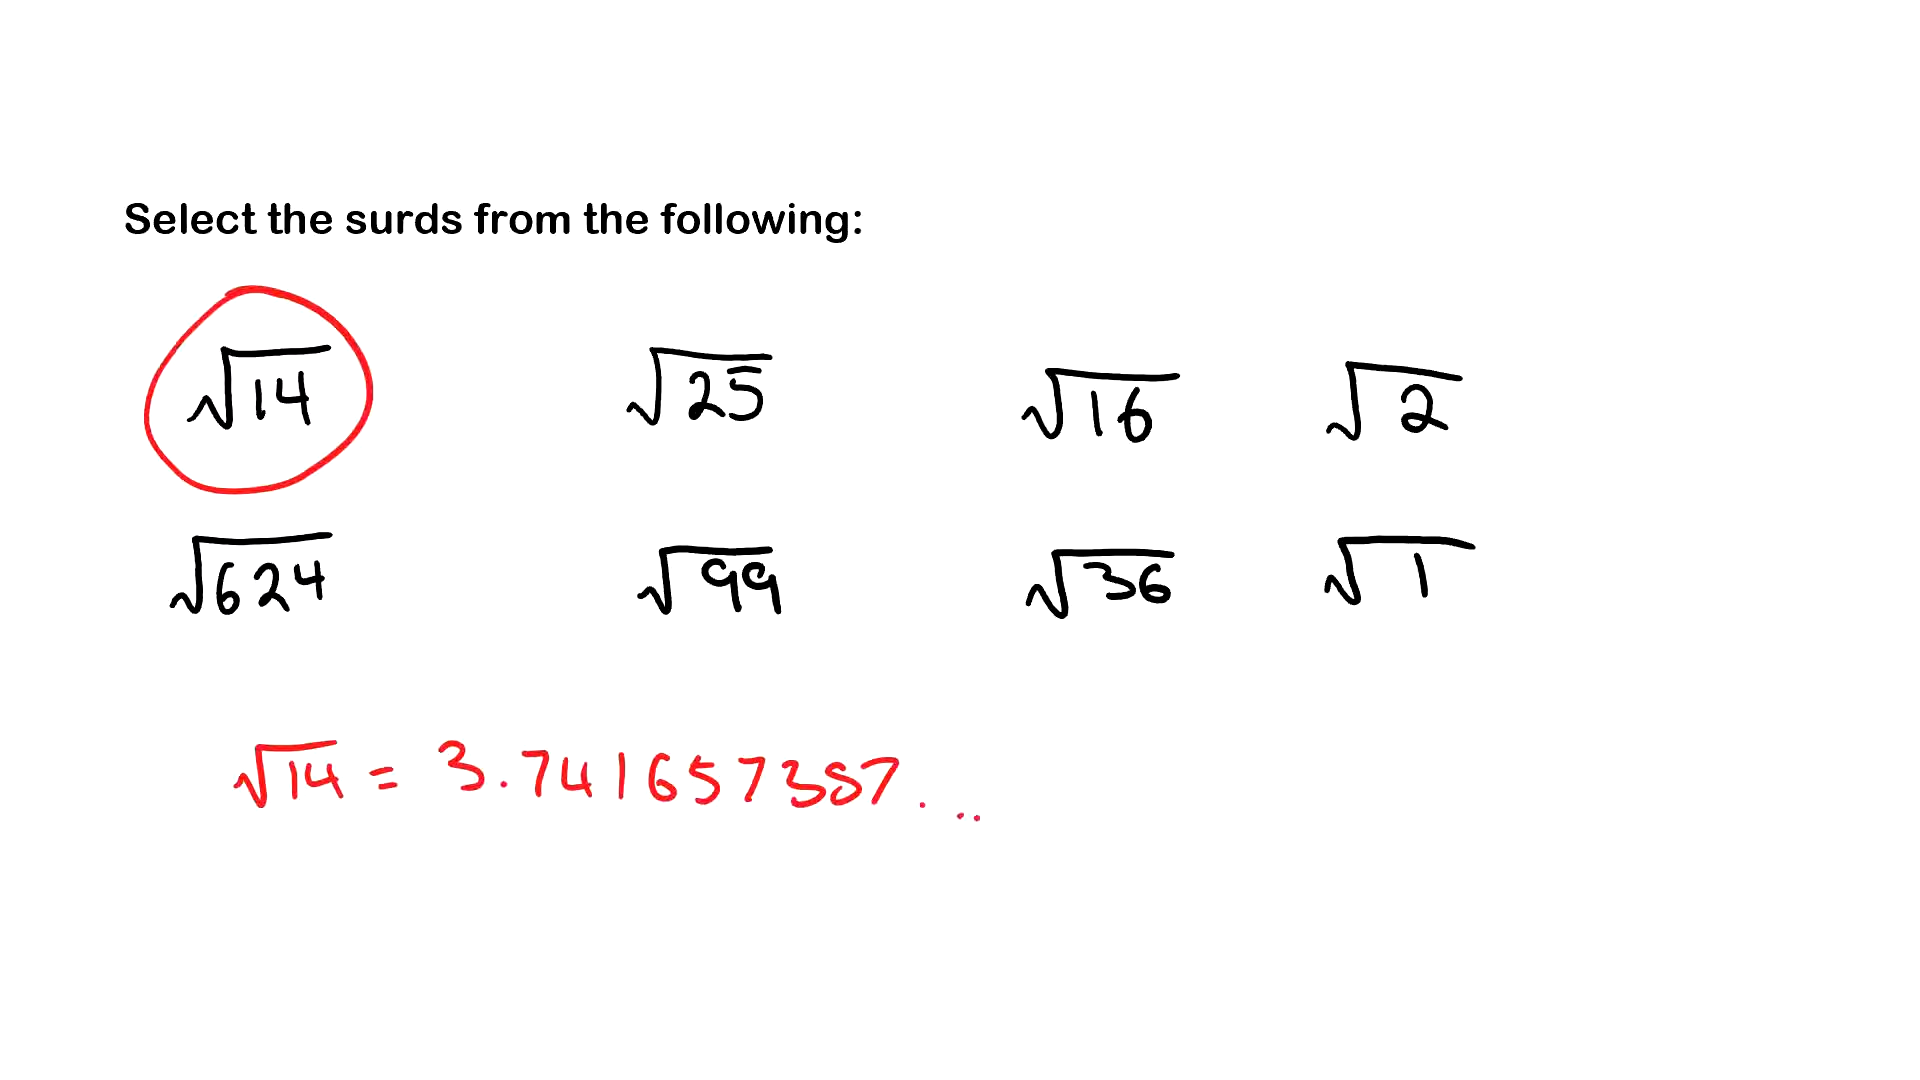 Select the surds from the following:
√14 √25 √16 √2
√624 √99 √36 √1
√14 = 3.741657387...